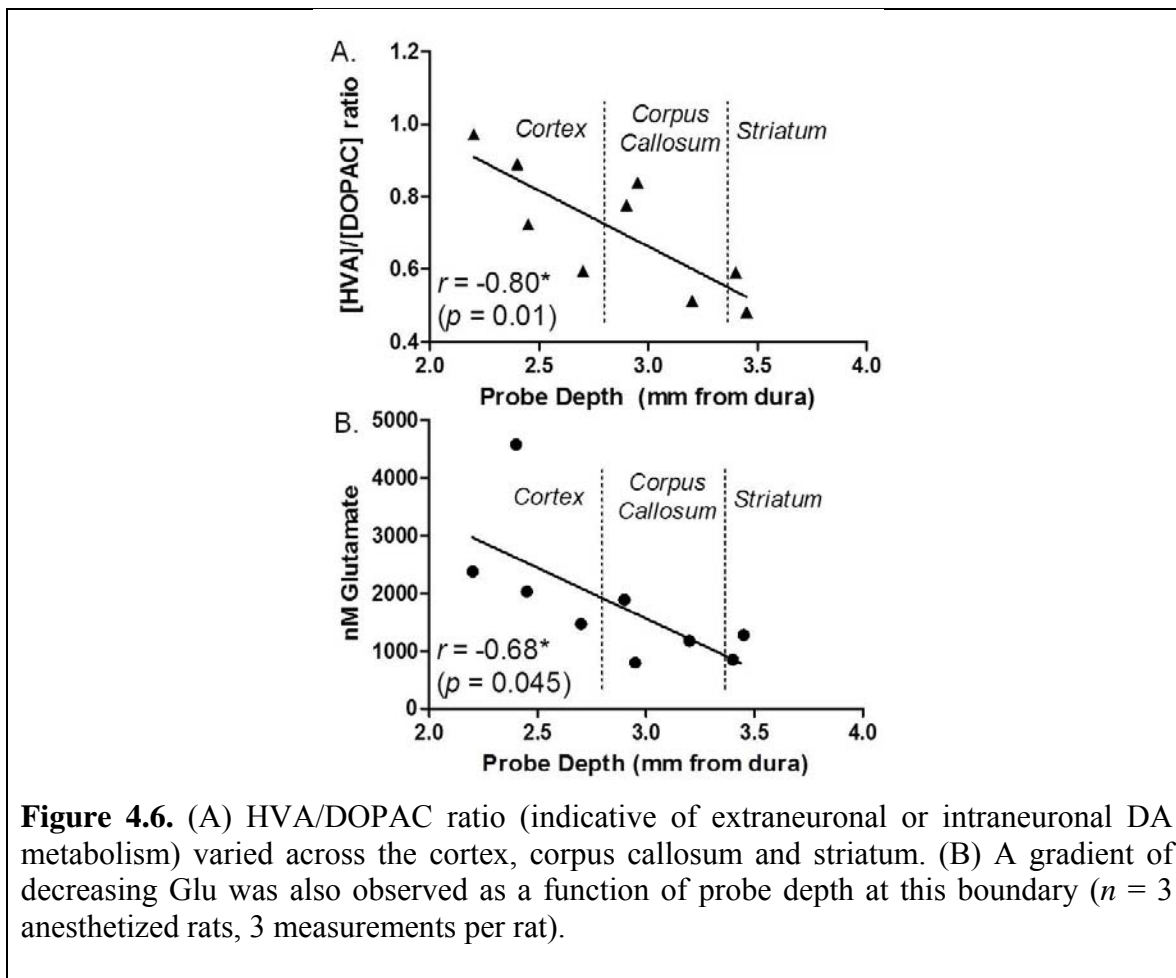 A.
1.2
1.0
0.8
0.6
0.4
[HVA]/[DOPAC] ratio
Cortex
Corpus
Callosum
Striatum
r = -0.80*
(p = 0.01)
2.0 2.5 3.0 3.5 4.0
Probe Depth (mm from dura)
B.
5000
4000
3000
2000
1000
0
nM Glutamate
Cortex
Corpus
Callosum
Striatum
r = -0.68*
(p = 0.045)
2.0 2.5 3.0 3.5 4.0
Probe Depth (mm from dura)
Figure 4.6. (A) HVA/DOPAC ratio (indicative of extraneuronal or intraneuronal DA
metabolism) varied across the cortex, corpus callosum and striatum. (B) A gradient of
decreasing Glu was also observed as a function of probe depth at this boundary (n = 3
anesthetized rats, 3 measurements per rat).